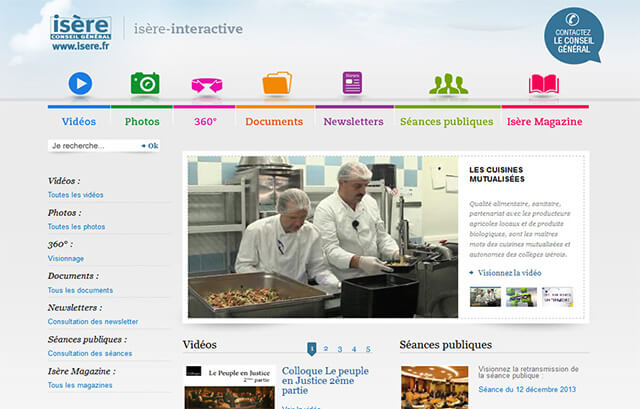 isère
CONSEIL GÉNÉRAL
www.isere.fr
isère-interactive
CONTACTEZ
LE CONSEIL
GÉNÉRAL
News
Vidéos
Photos
360°
Documents
Newsletters
Séances publiques
Isère Magazine
Je recherche...
Ok
Vidéos :
Toutes les vidéos
Photos :
Toutes les photos
360° :
Visionnage
Documents :
Tous les documents
Newsletters :
Consultation des newsletter
Séances publiques :
Consultation des séances
Isère Magazine :
Tous les magazines
LES CUISINES
MUTUALISÉES
Qualité alimentaire, sanitaire,
partenariat avec les producteurs
agricoles locaux et de produits
biologiques, sont les maîtres
mots des cuisines mutualisées et
autonomes des collèges isérois.
Visionnez la vidéo
Vidéos
1 2 3 4 5
Le Peuple en Justice
2ème partie
Colloque Le peuple
en Justice 2ème
partie
Voir la vidéo
Séances publiques
Visionnez la retransmission de
la séance publique :
Séance du 12 décembre 2013